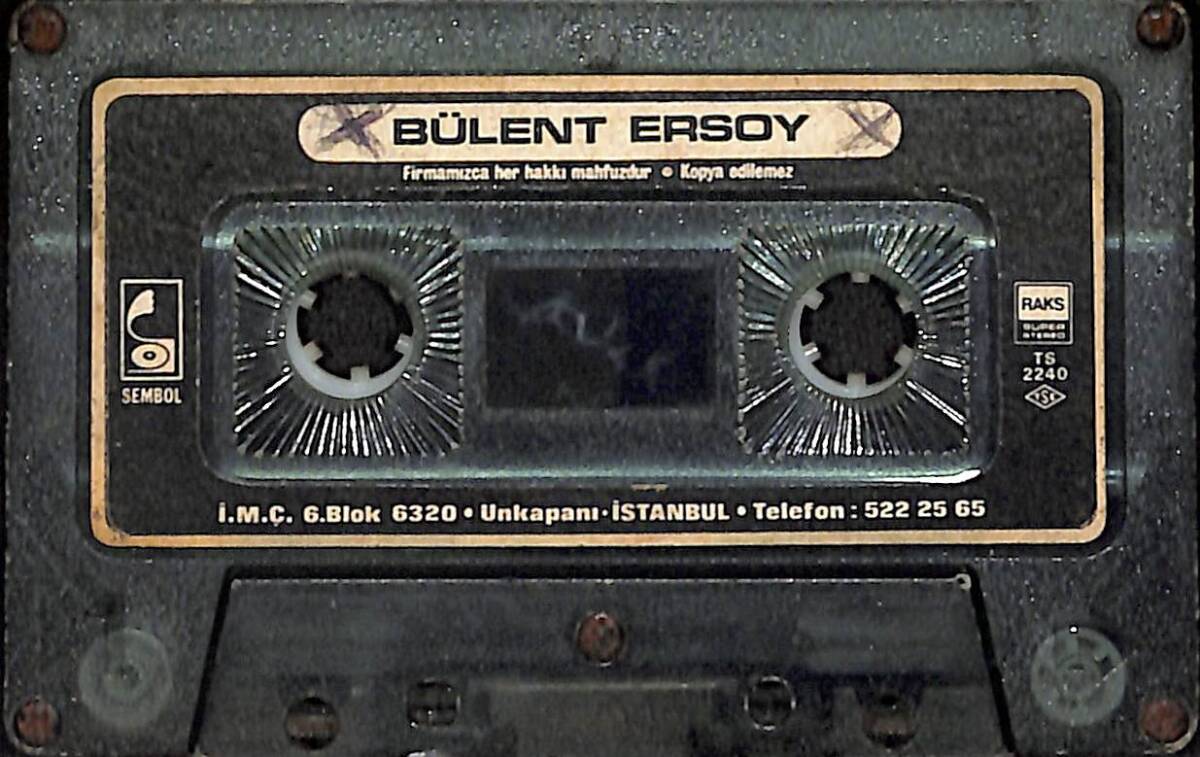 BÜLENT ERSOY
Firmamızca her hakkı mahfuzdur • Kopya edilemez
SEMBOL
RAKS
SUPER
STEREO
TS
2240
TSK
İ.M.Ç. 6.Blok 6320 • Unkapanı · İSTANBUL • Telefon : 522 25 65